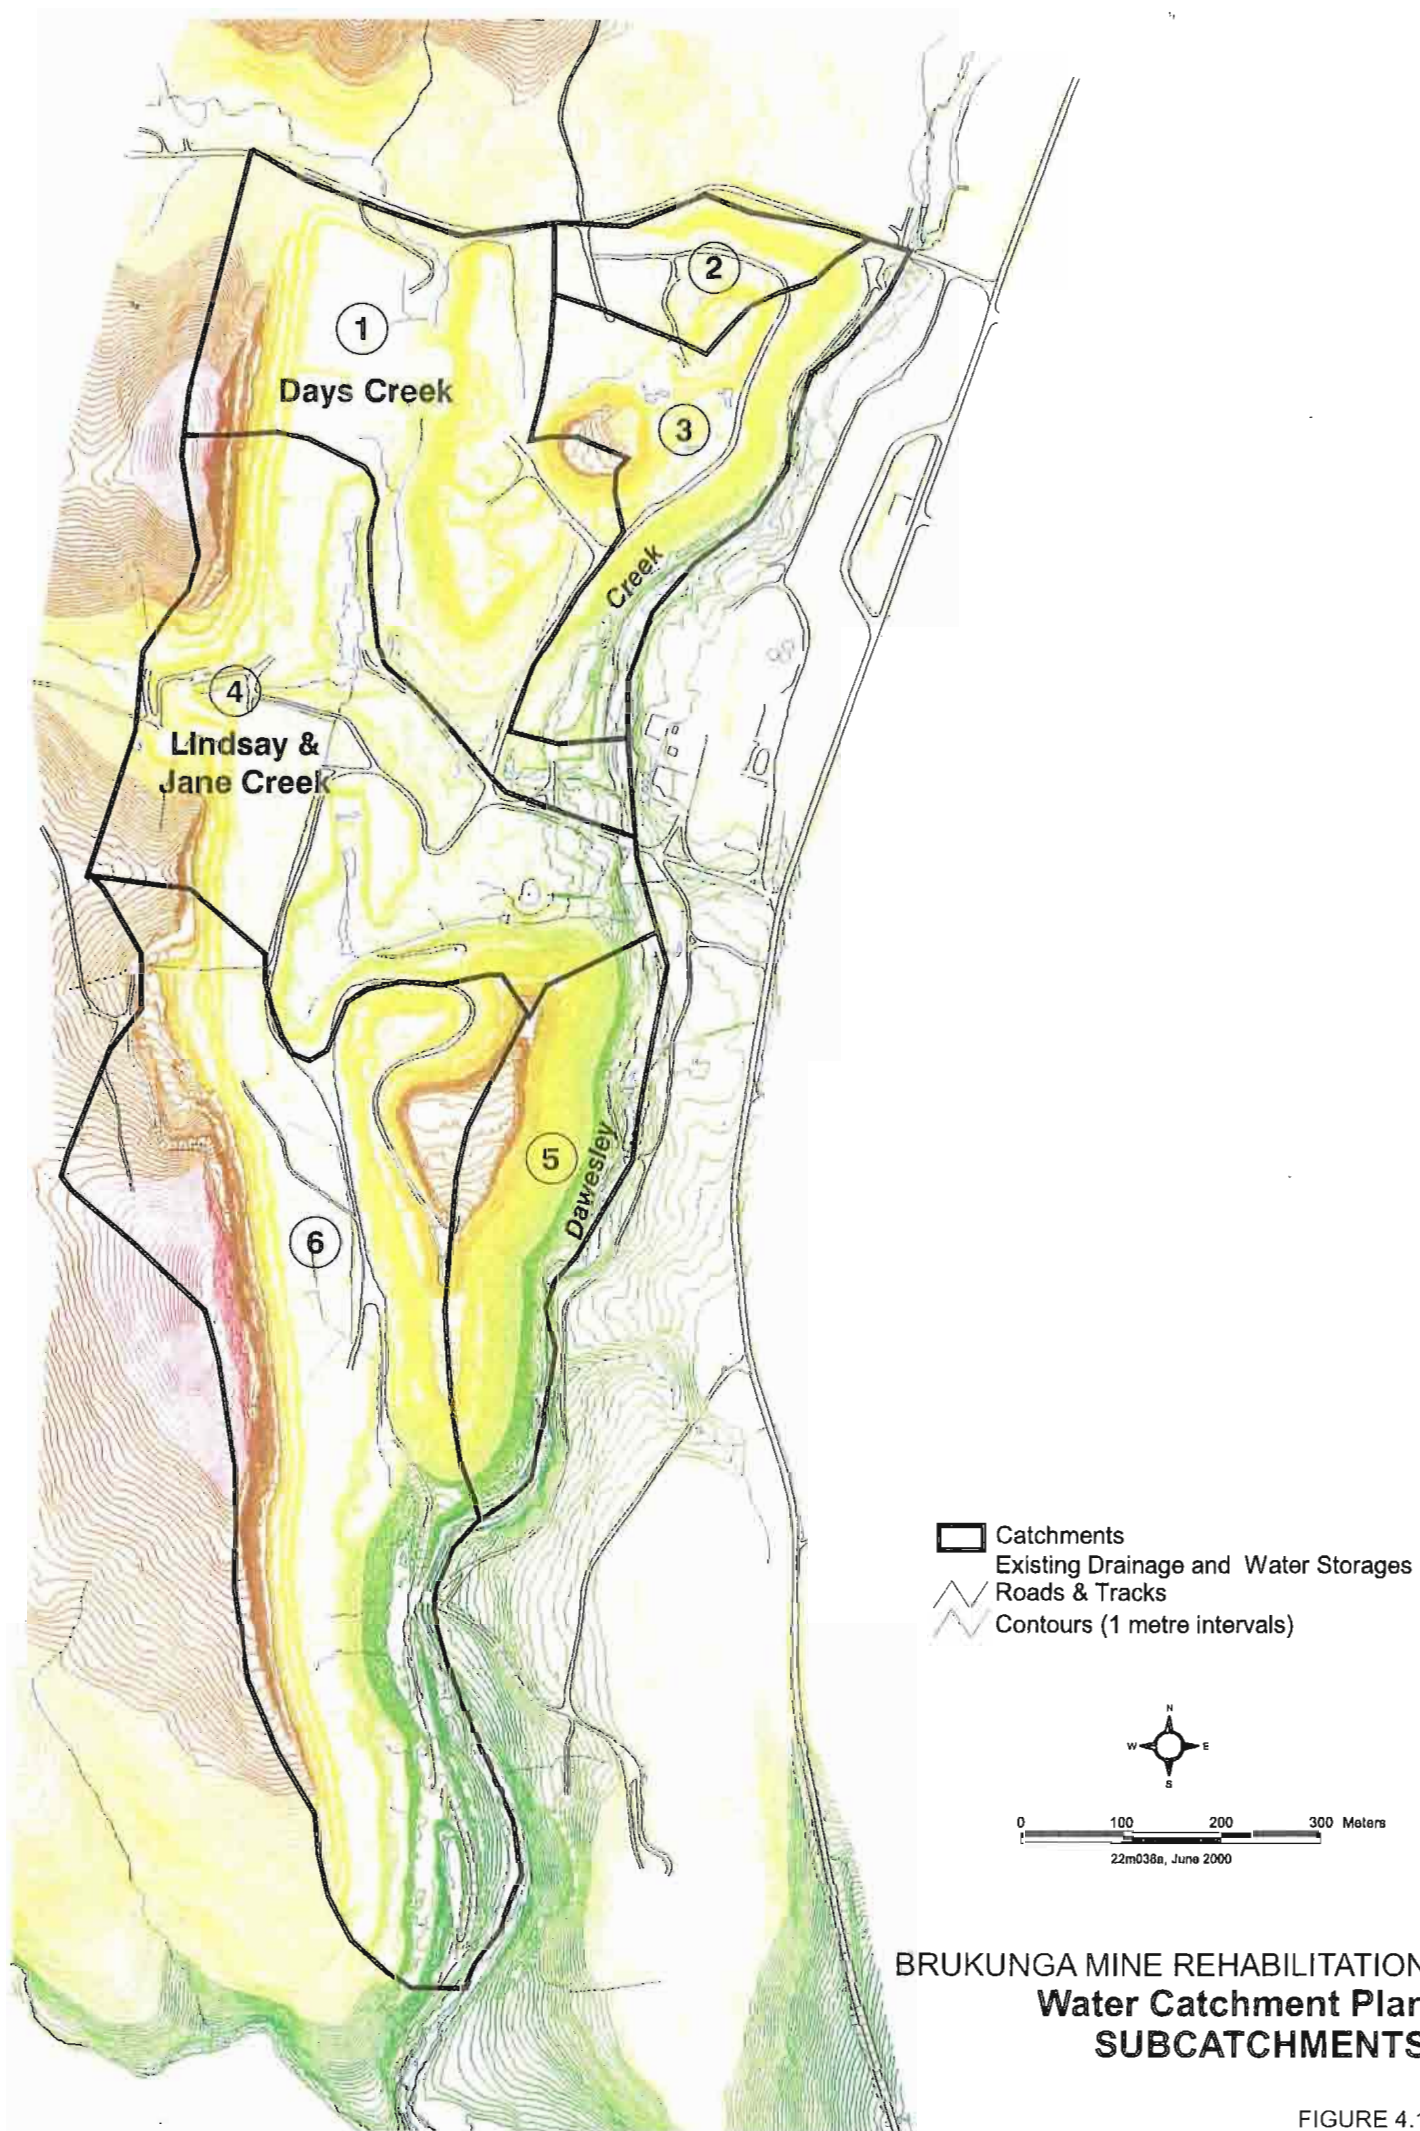 2
1
Days Creek
3
Creek
4
Lindsay &
Jane Creek
5
Dawesley
6
Catchments
Existing Drainage and Water Storages
Roads & Tracks
Contours (1 metre intervals)
N
W E
S
0 100 200 300 Meters
22m038a, June 2000
BRUKUNGA MINE REHABILITATION
Water Catchment Plan
SUBCATCHMENTS
FIGURE 4.1